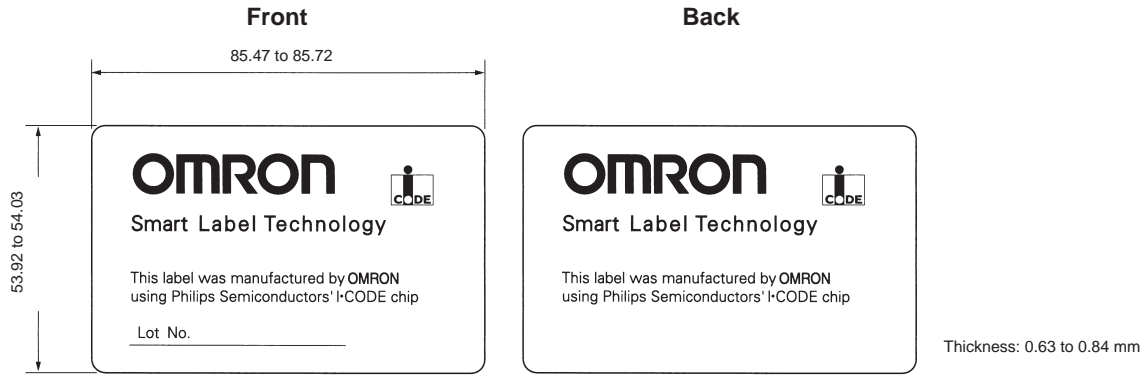 Front
Back
85.47 to 85.72
53.92 to 54.03
OMRON
i
CODE
Smart Label Technology
This label was manufactured by OMRON
using Philips Semiconductors' I•CODE chip
Lot No.
OMRON
i
CODE
Smart Label Technology
This label was manufactured by OMRON
using Philips Semiconductors' I•CODE chip
Thickness: 0.63 to 0.84 mm